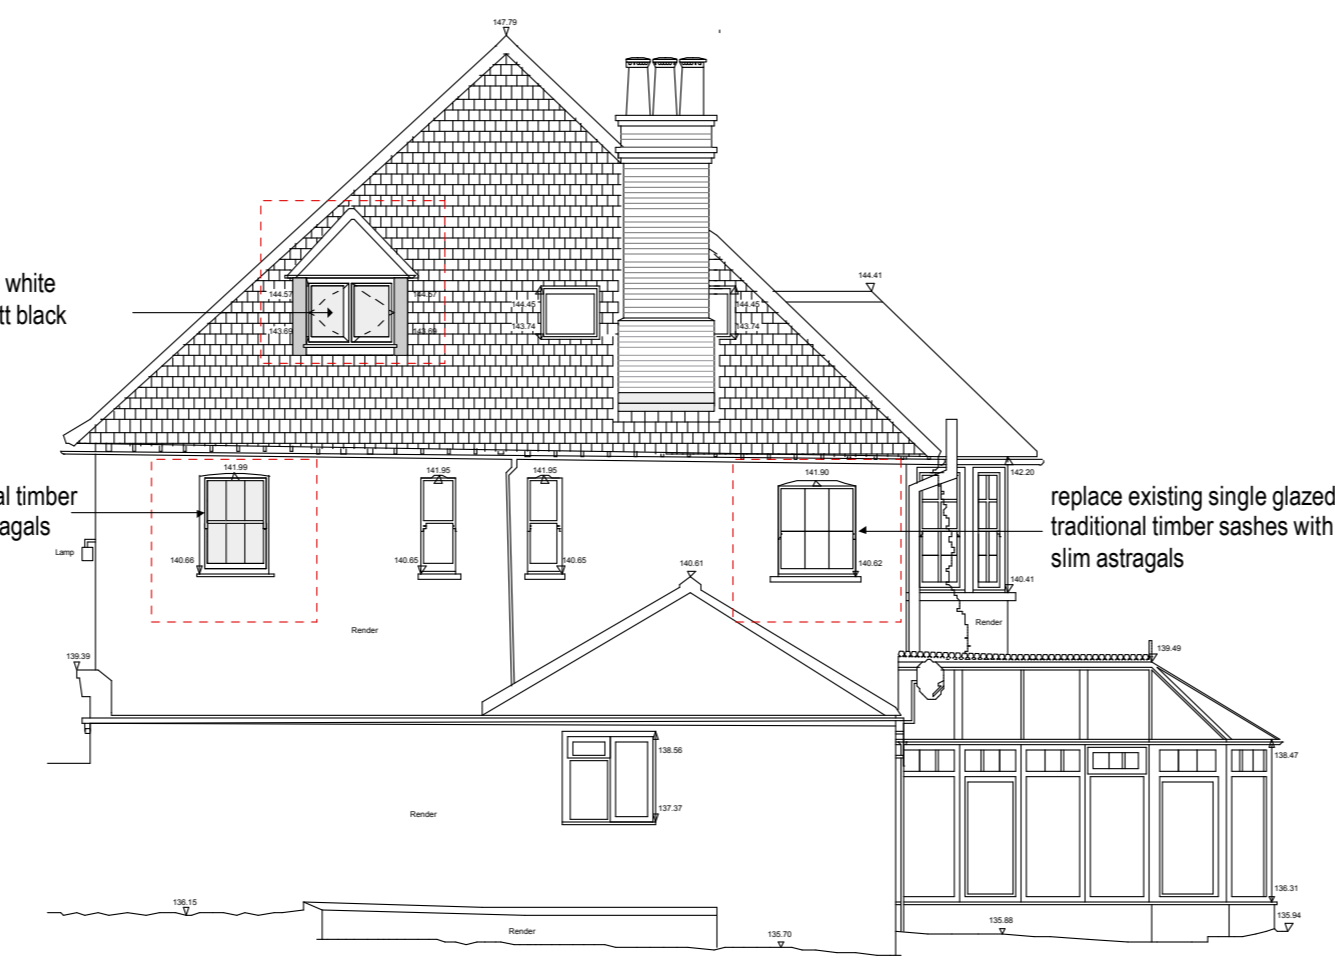 147.79
144.41
white
tt black
144.57
144.57
143.69
143.69
144.45
143.74
144.45
143.74
141.99
141.95
141.95
141.90
142.20
al timber
agals
Lamp
140.66
140.65
140.65
140.62
140.61
140.41
replace existing single glazed
traditional timber sashes with
slim astragals
Render
Render
139.39
139.49
138.56
138.47
137.37
Render
136.31
136.15
135.88
135.94
Render
135.70